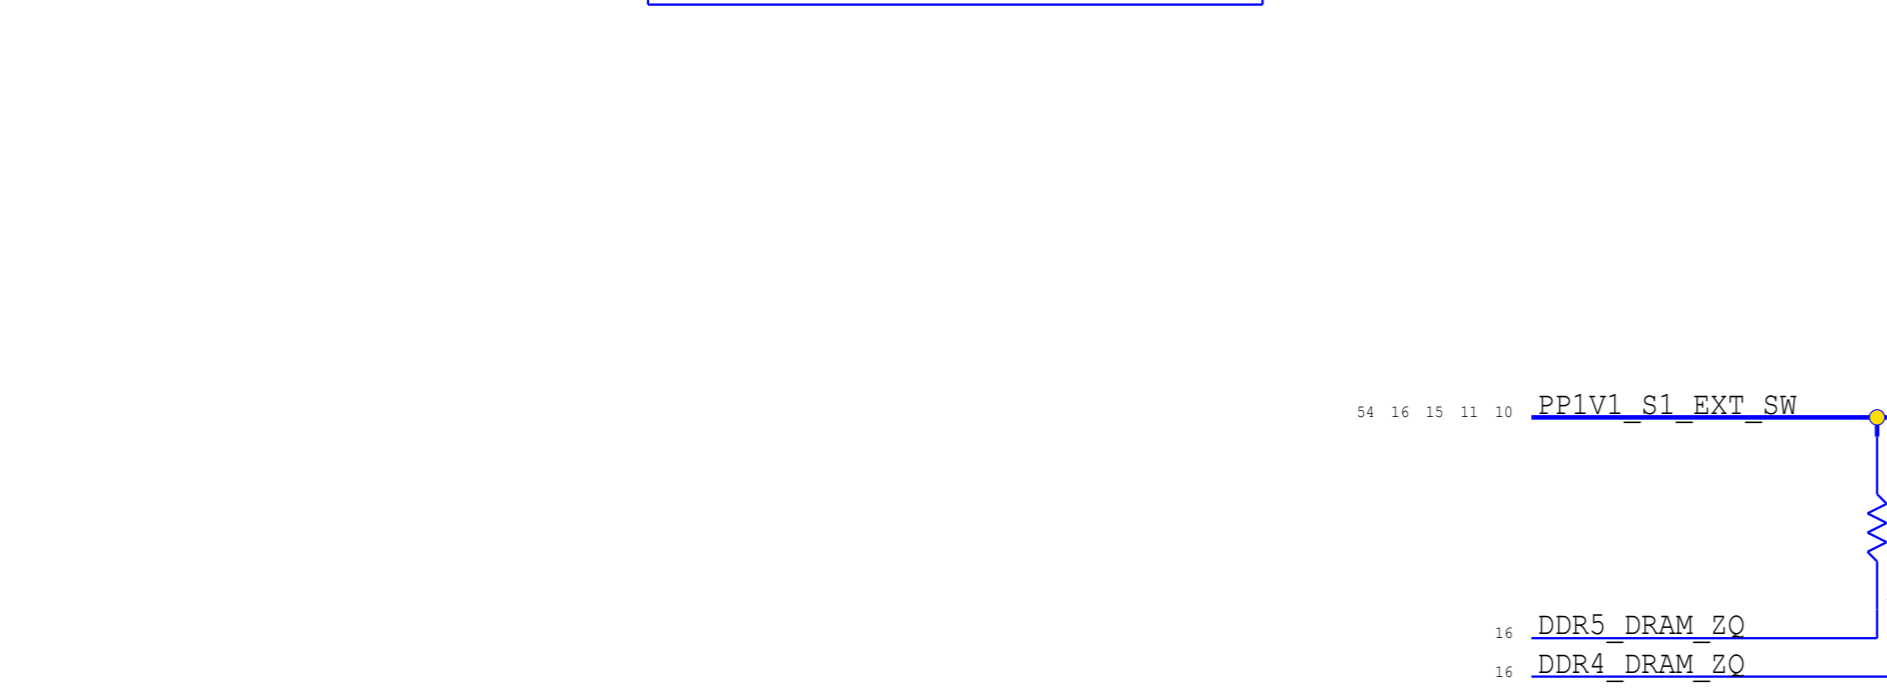 54 16 15 11 10 PP1V1_S1_EXT_SW
16 DDR5_DRAM_ZQ
16 DDR4_DRAM_ZQ